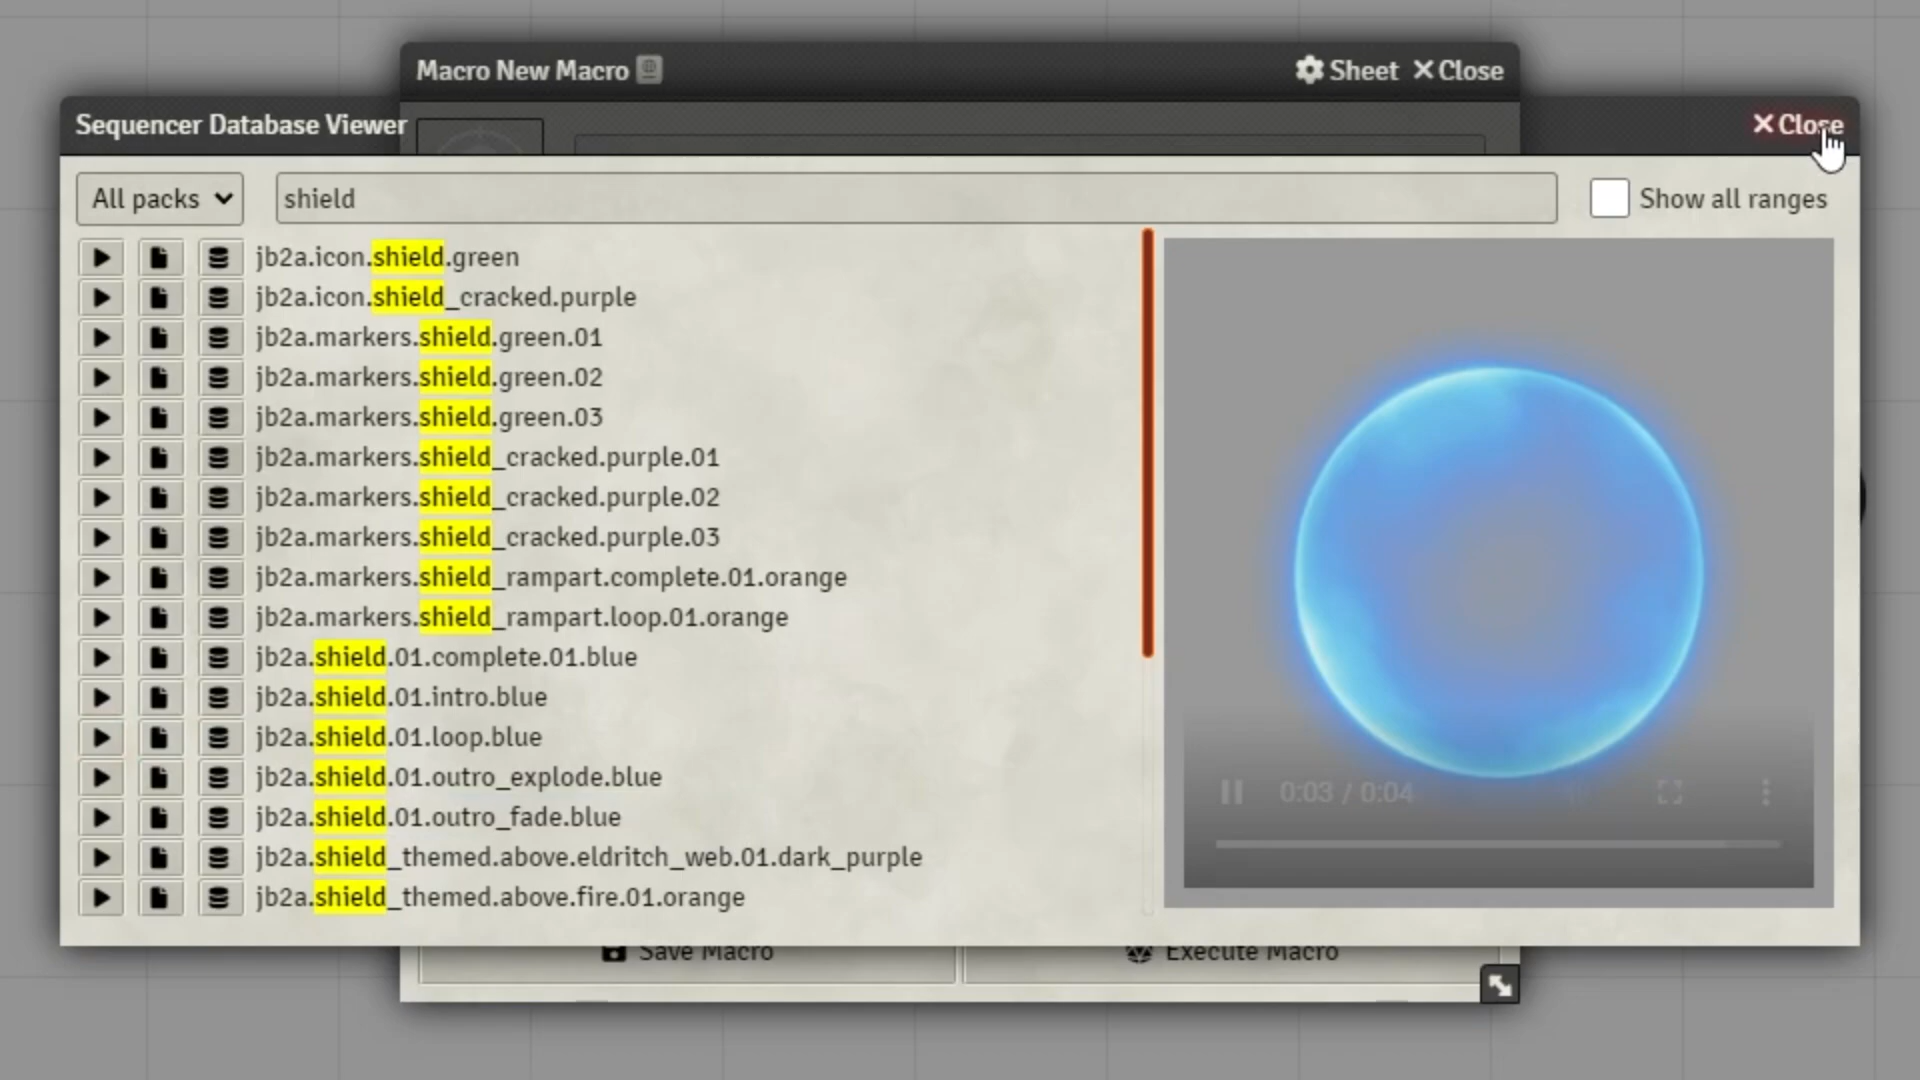 Macro New Macro
Sheet
Close
Sequencer Database Viewer
Close
All packs
shield
Show all ranges
jb2a.icon.shield.green
jb2a.icon.shield_cracked.purple
jb2a.markers.shield.green.01
jb2a.markers.shield.green.02
jb2a.markers.shield.green.03
jb2a.markers.shield_cracked.purple.01
jb2a.markers.shield_cracked.purple.02
jb2a.markers.shield_cracked.purple.03
jb2a.markers.shield_rampart.complete.01.orange
jb2a.markers.shield_rampart.loop.01.orange
jb2a.shield.01.complete.01.blue
jb2a.shield.01.intro.blue
jb2a.shield.01.loop.blue
jb2a.shield.01.outro_explode.blue
jb2a.shield.01.outro_fade.blue
jb2a.shield_themed.above.eldritch_web.01.dark_purple
jb2a.shield_themed.above.fire.01.orange
0:03 / 0:04
Save Macro
Execute Macro